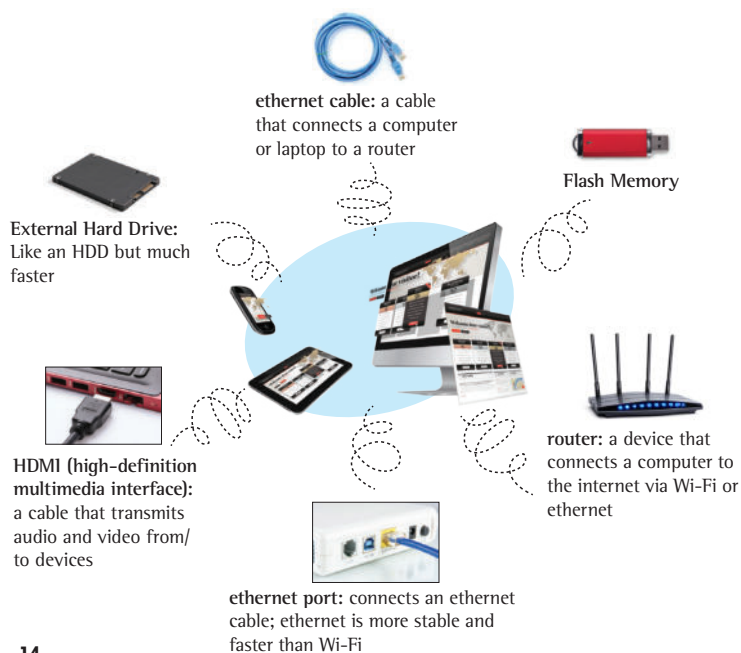 ethernet cable: a cable
that connects a computer
or laptop to a router
Flash Memory
External Hard Drive:
Like an HDD but much
faster
HDMI (high-definition
multimedia interface):
a cable that transmits
audio and video from/
to devices
router: a device that
connects a computer to
the internet via Wi-Fi or
ethernet
ethernet port: connects an ethernet
cable; ethernet is more stable and
faster than Wi-Fi
14